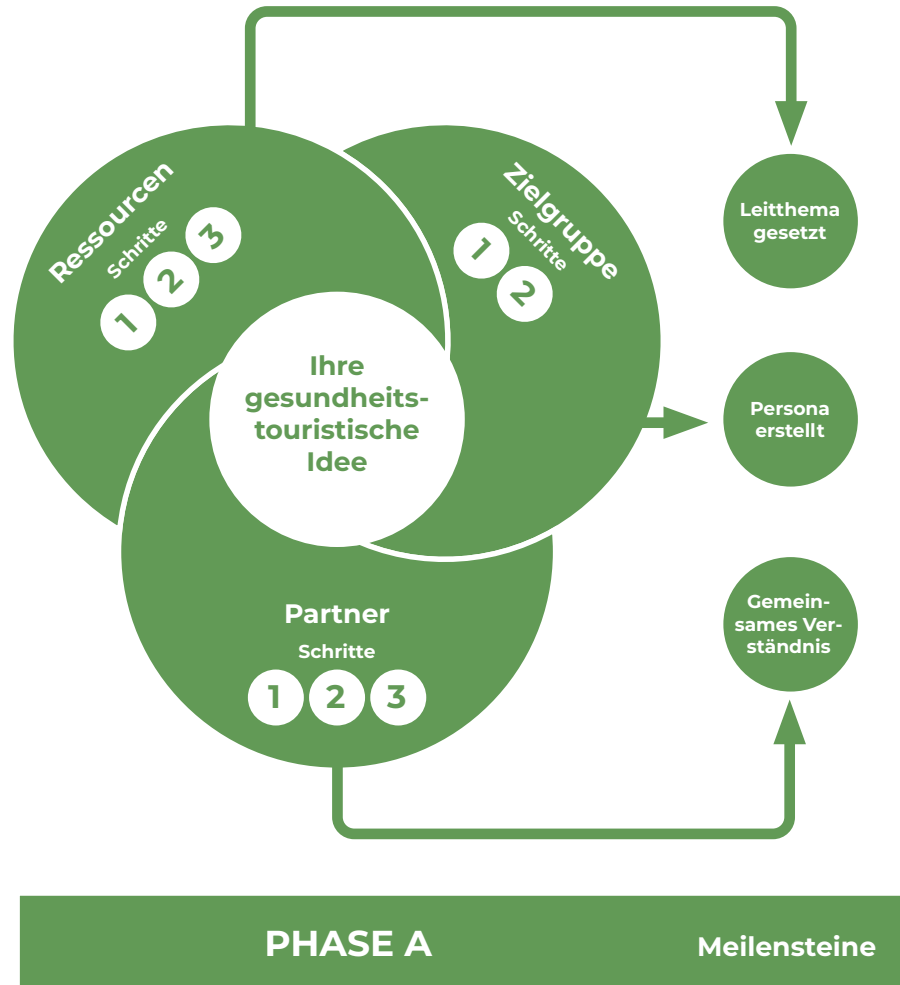 Ressourcen
Schritte
1
2
3
Zielgruppe
Schritte
1
2
Ihre
gesundheits-
touristische
Idee
Partner
Schritte
1 2 3
Leitthema
gesetzt
Persona
erstellt
Gemein-
sames Ver-
ständnis
PHASE A
Meilensteine